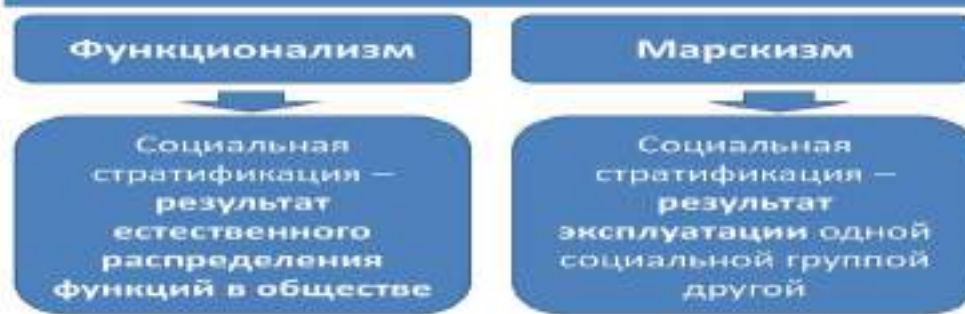 Функционализм
Социальная
стратификация –
результат
естественного
распределения
функций в обществе
Марскизм
Социальная
стратификация –
результат
эксплуатации одной
социальной группой
другой